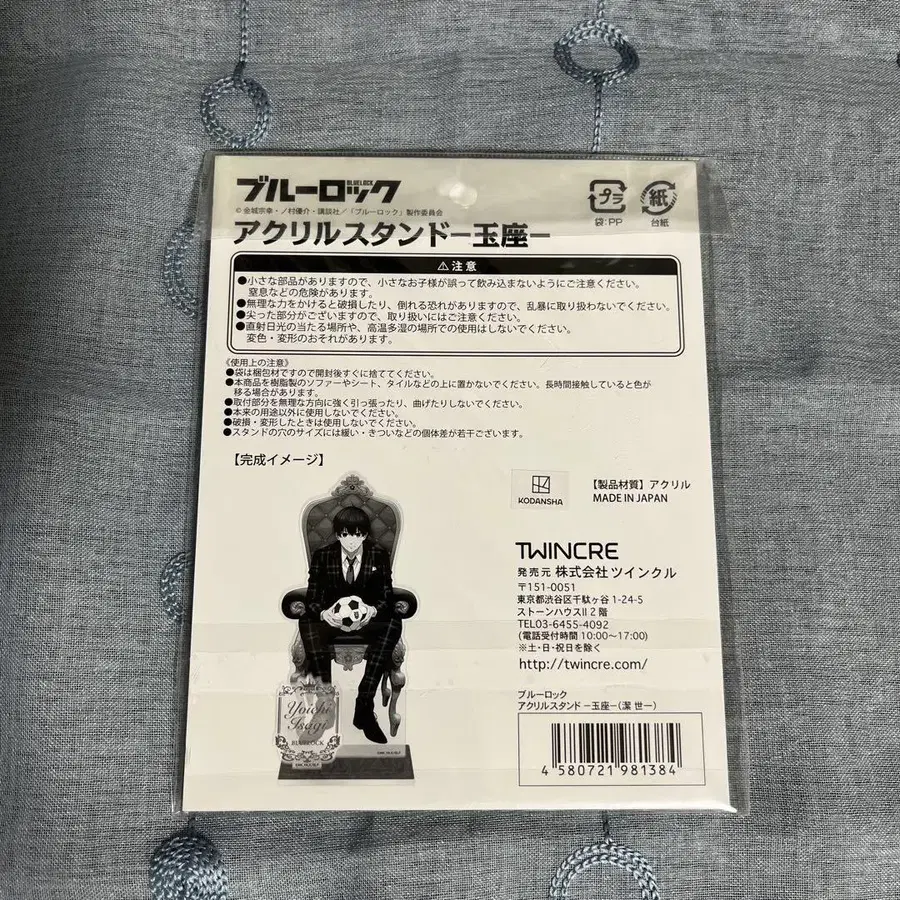 ブルーロック
BLUELOCK
©金城宗幸・ノ村優介・講談社/「ブルーロック」製作委員会
アクリルスタンドー玉座ー
プラ
袋:PP
紙
台紙
⚠注意
●小さな部品がありますので、小さなお子様が誤って飲み込まないようにご注意ください。
窒息などの危険があります。
●無理な力をかけると破損したり、倒れる恐れがありますので、乱暴に取り扱わないでください。
●尖った部分がございますので、取り扱いにはご注意ください。
●直射日光の当たる場所や、高温多湿の場所での使用はしないでください。
変色・変形のおそれがあります。
《使用上の注意》
●袋は梱包材ですので開封後すぐに捨ててください。
●本商品を樹脂製のソファーやシート、タイルなどの上に置かないでください。長時間接触していると色が
移る場合があります。
●取付部分を無理な方向に強く引っ張ったり、曲げたりしないでください。
●本来の用途以外に使用しないでください。
●破損・変形したときは使用しないでください。
●スタンドの穴のサイズには緩い・きついなどの個体差が若干ございます。
【完成イメージ】
KODANSHA
【製品材質】アクリル
MADE IN JAPAN
TWINCRE
発売元 株式会社ツインクル
〒151-0051
東京都渋谷区千駄ヶ谷 1-24-5
ストーンハウスII 2 階
TEL03-6455-4092
(電話受付時間 10:00～17:00)
※土・日・祝日を除く
http://twincre.com/
Yoichi
Isagi
BLUELOCK
ブルーロック
アクリルスタンド ー玉座ー(潔 世一)
4 580721 981384